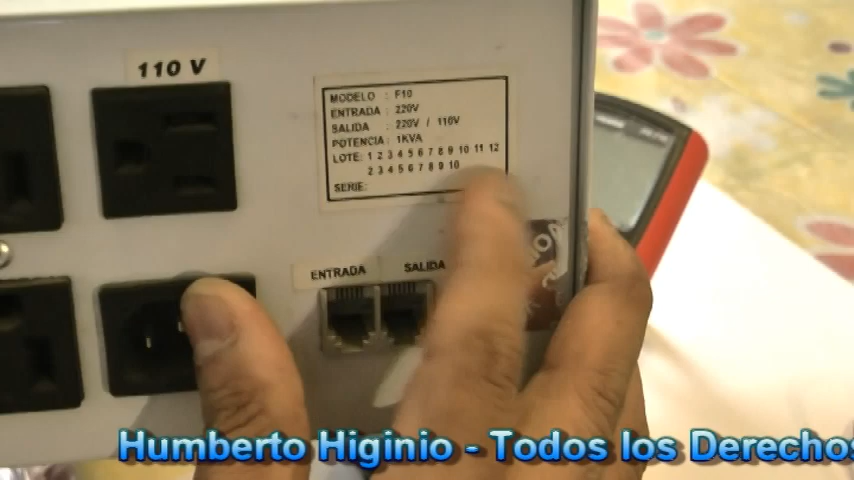 110 V
MODELO : F10
ENTRADA : 220V
SALIDA : 220V / 110V
POTENCIA : 1KVA
LOTE: 1 2 3 4 5 6 7 8 9 10 11 12
2 3 4 5 6 7 8 9 10
SERIE:
ENTRADA
SALIDA
Humberto Higinio - Todos los Derechos